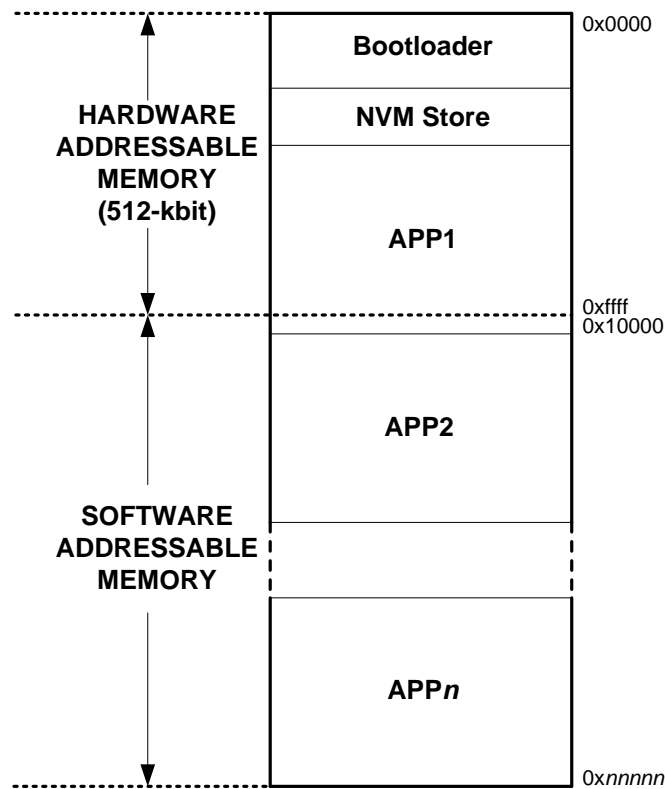 Bootloader
0x0000
NVM Store
HARDWARE
ADDRESSABLE
MEMORY
(512-kbit)
APP1
0xffff
0x10000
APP2
SOFTWARE
ADDRESSABLE
MEMORY
APPn
0xnnnnn